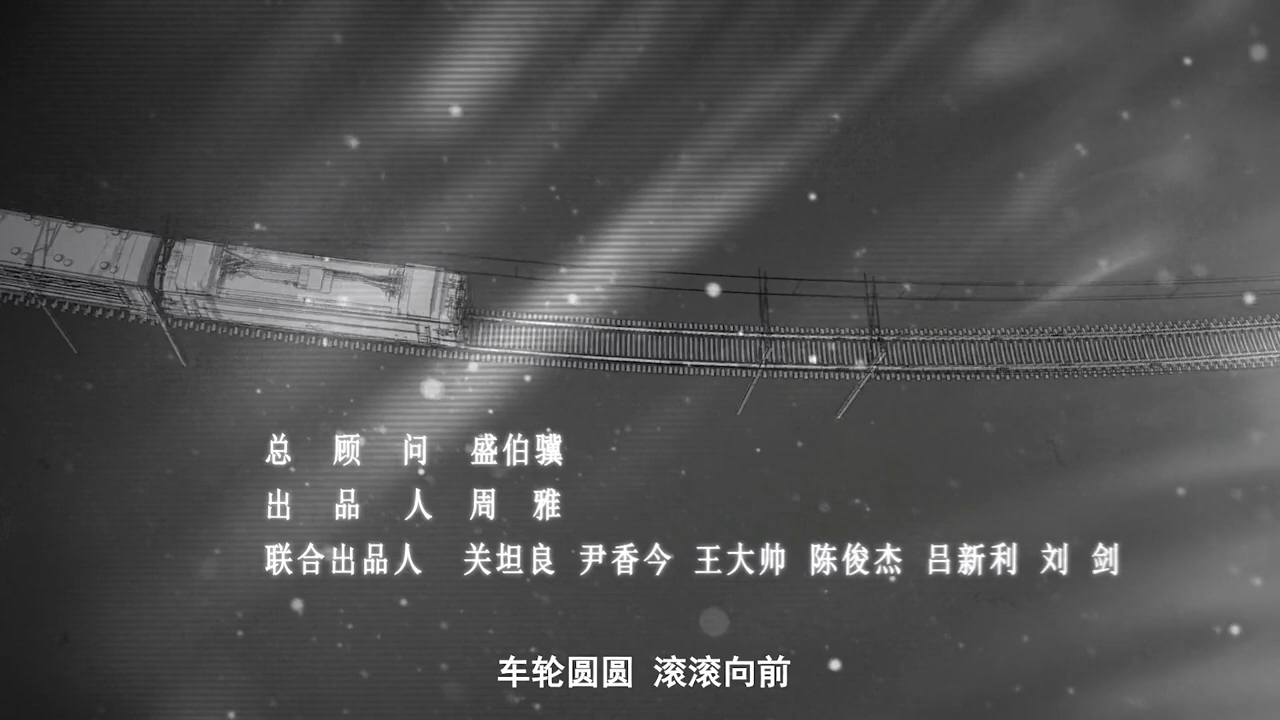 总 顾 问 盛伯骥
出 品 人 周 雅
联合出品人 关坦良 尹香今 王大帅 陈俊杰 吕新利 刘 剑
车轮圆圆 滚滚向前